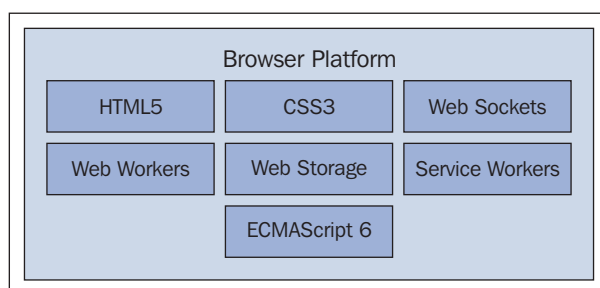 Browser Platform
HTML5 CSS3 Web Sockets
Web Workers Web Storage Service Workers
ECMAScript 6